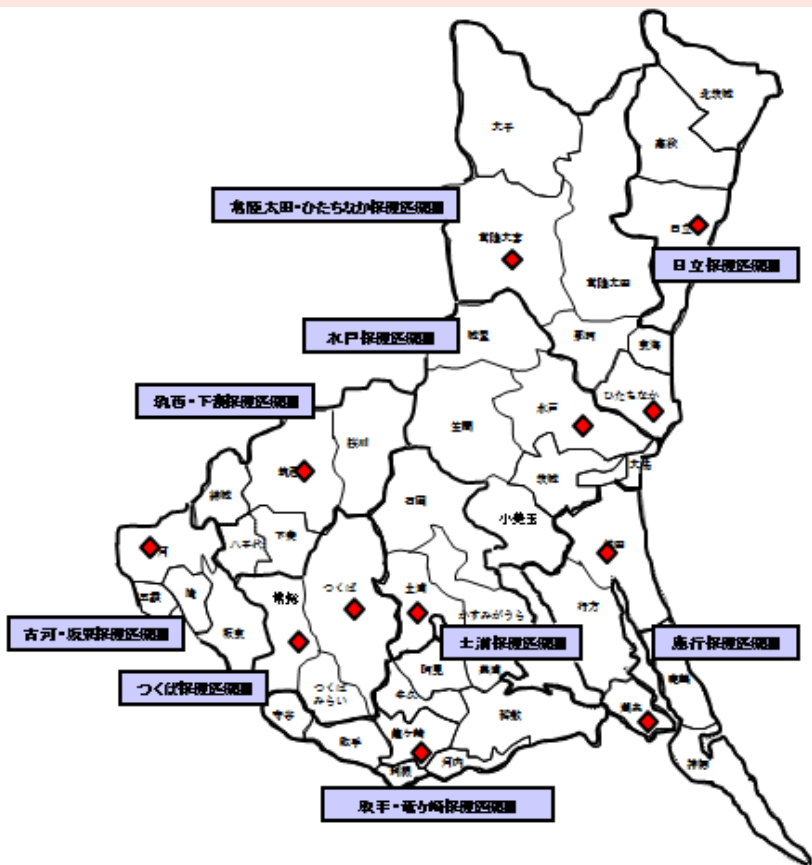 北茨城
大子
高萩
常陸太田・ひたちなか保健医療圏
日立
常陸大宮
日立保健医療圏
常陸太田
水戸保健医療圏
城里
那珂
東海
筑西・下妻保健医療圏
ひたちなか
水戸
桜川
笠間
筑西
大洗
茨城
結城
石岡
小美玉
下妻
八千代
河
つくば
土浦
常総
五霞
境
かすみがうら
行方
坂東
古河・坂東保健医療圏
土浦保健医療圏
鹿行保健医療圏
阿見
美浦
鹿嶋
つくば保健医療圏
つくば
みらい
牛久
潮来
守谷
稲敷
取手
龍ケ崎
神栖
河内
利根
取手・竜ケ崎保健医療圏